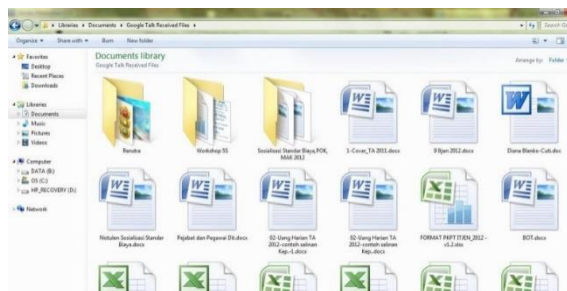 Libraries ▸ Documents ▸ Google Talk Received Files ▸
Organize ▾ Share with ▾ Burn New folder
Favorites
Desktop
Recent Places
Downloads
Libraries
Documents
Music
Pictures
Videos
Computer
DATA (B:)
OS (C:)
HP_RECOVERY (D:)
Network
Documents library
Google Talk Received Files
Arrange by: Folder
Renstra
Workshop SS
Sosialisasi Standar Biaya,POK,
MAK 2012
1-Cover_TA 2011.docx
9 Bjan 2012.docx
Diana Blanko-Cuti.doc
Notulen Sosialisasi Standar
Biaya.docx
Pejabat dan Pegawai Dit.docx
02-Uang Harian TA
2012-contoh salinan
Kep.-1.docx
02-Uang Harian TA
2012-contoh salinan
Kep..docx
FORMAT PKPT ITJEN_2012 -
v1.2.xlsx
BOT.docx